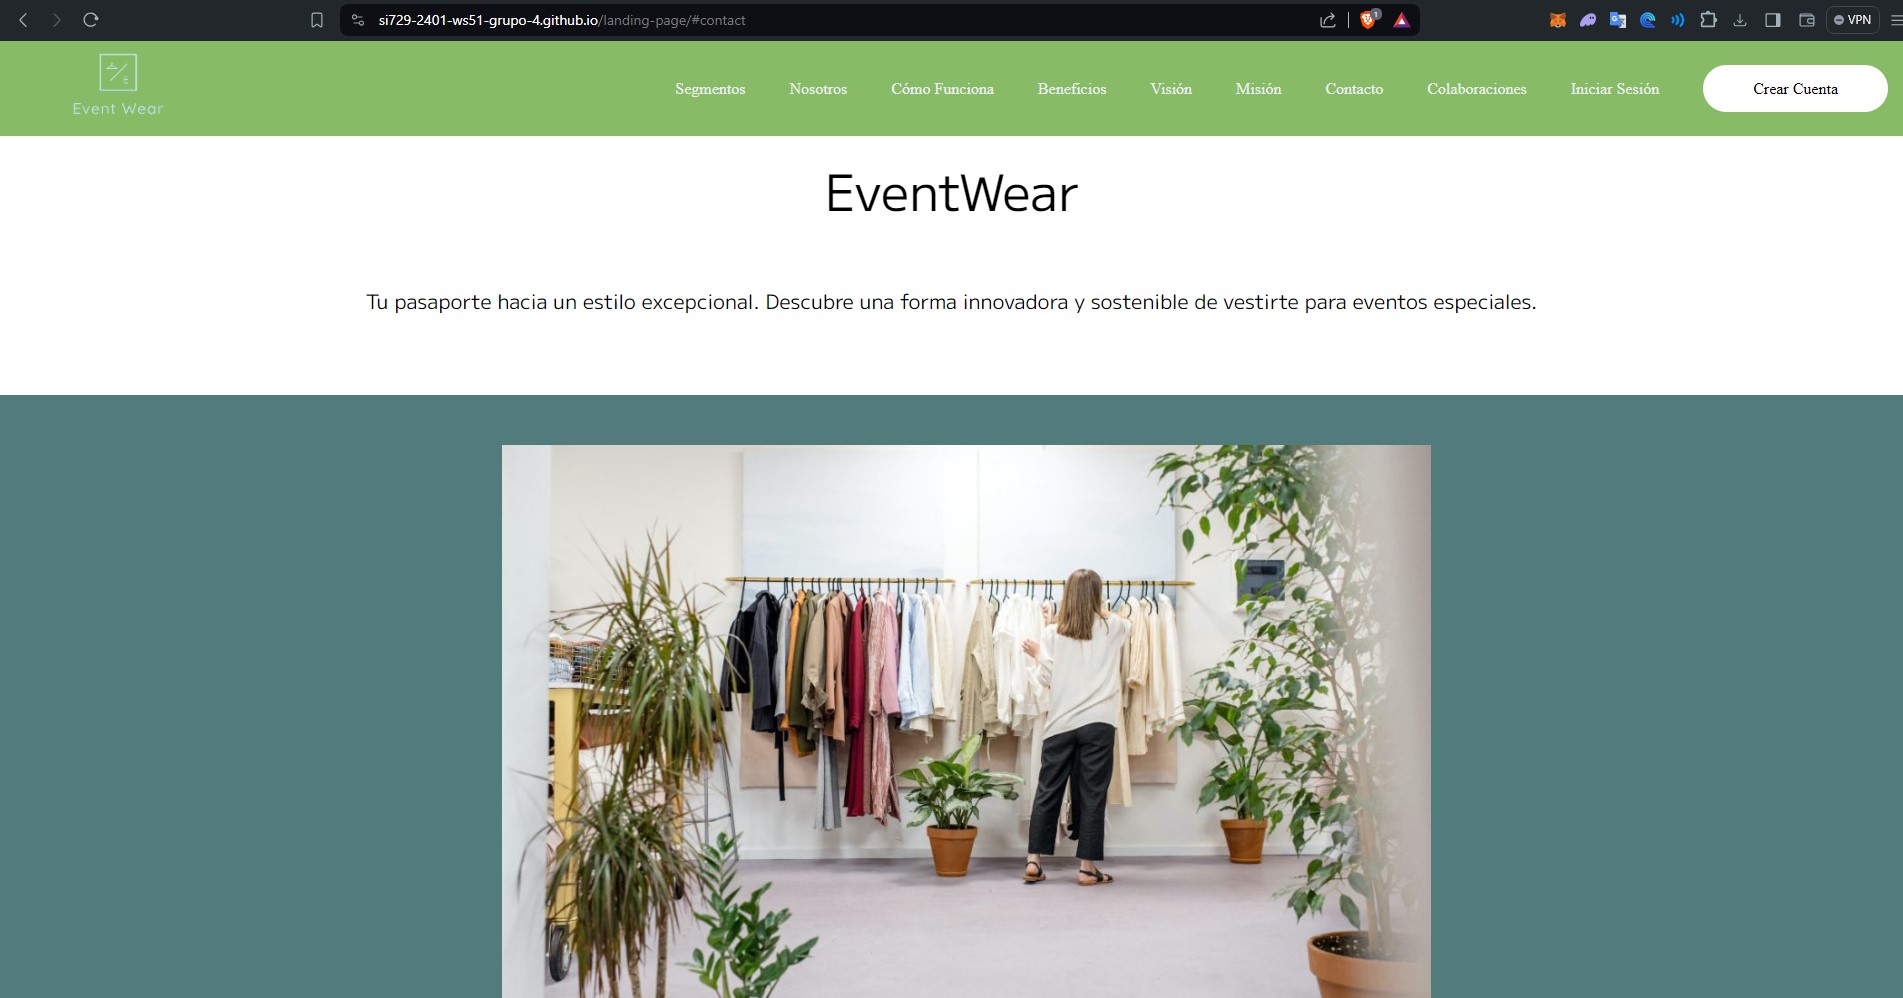 si729-2401-ws51-grupo-4.github.io/landing-page/#contact
1
VPN
Event Wear
Segmentos
Nosotros
Cómo Funciona
Beneficios
Visión
Misión
Contacto
Colaboraciones
Iniciar Sesión
Crear Cuenta
EventWear
Tu pasaporte hacia un estilo excepcional. Descubre una forma innovadora y sostenible de vestirte para eventos especiales.